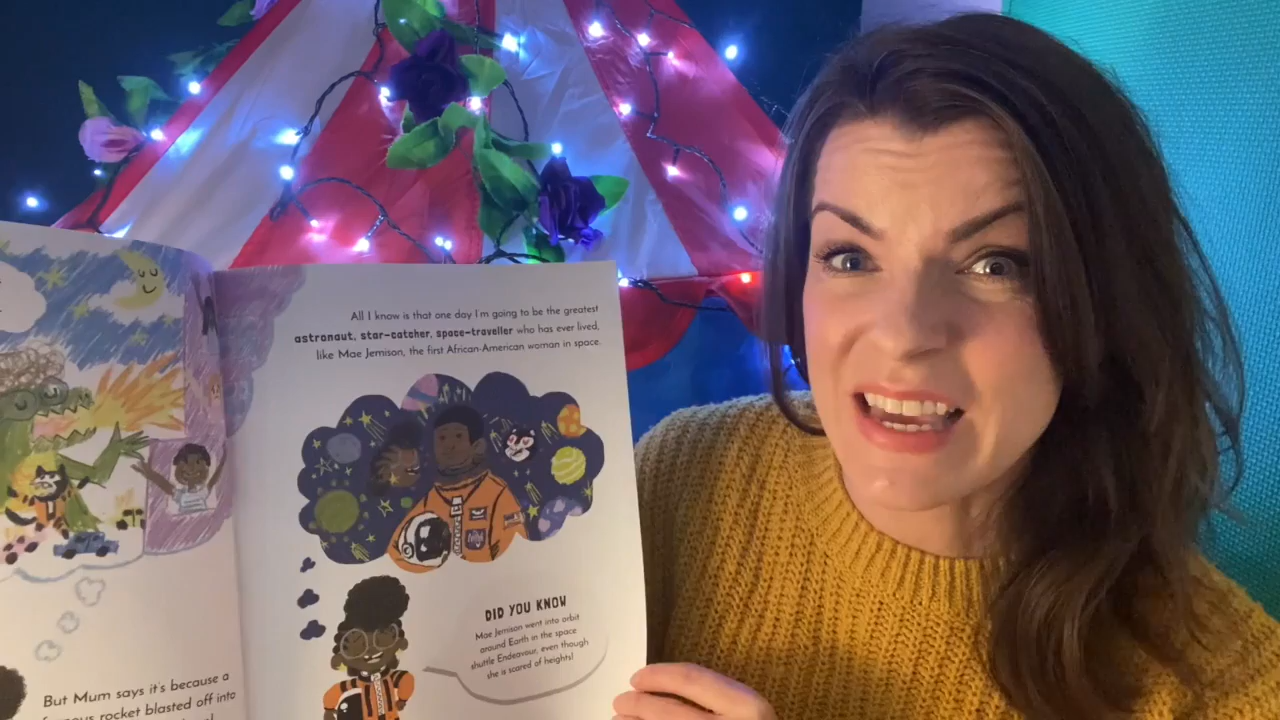 But Mum says it's because a
rocket blasted off into
All I know is that one day I'm going to be the greatest
astronaut, star-catcher, space-traveller who has ever lived,
like Mae Jemison, the first African-American woman in space.
DID YOU KNOW
Mae Jemison went into orbit
around Earth in the space
shuttle Endeavour, even though
she is scared of heights!